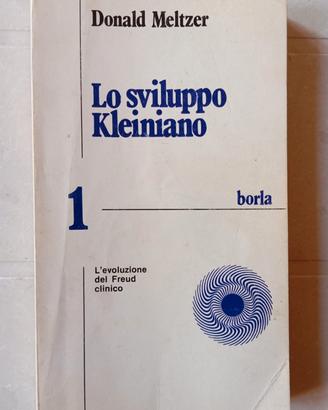 Donald Meltzer
Lo sviluppo
Kleiniano
1
borla
L'evoluzione
del Freud
clinico